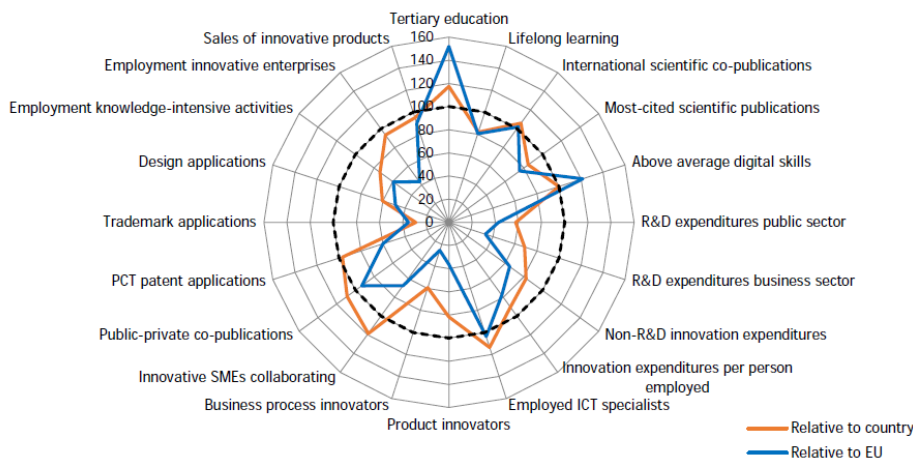 Tertiary education
160
Sales of innovative products
Lifelong learning
140
Employment innovative enterprises
International scientific co-publications
120
Employment knowledge-intensive activities
100
Most-cited scientific publications
80
Design applications
60
Above average digital skills
40
20
Trademark applications
0
R&D expenditures public sector
PCT patent applications
R&D expenditures business sector
Public-private co-publications
Non-R&D innovation expenditures
Innovative SMEs collaborating
Innovation expenditures per person
employed
Business process innovators
Employed ICT specialists
Product innovators
Relative to country
Relative to EU